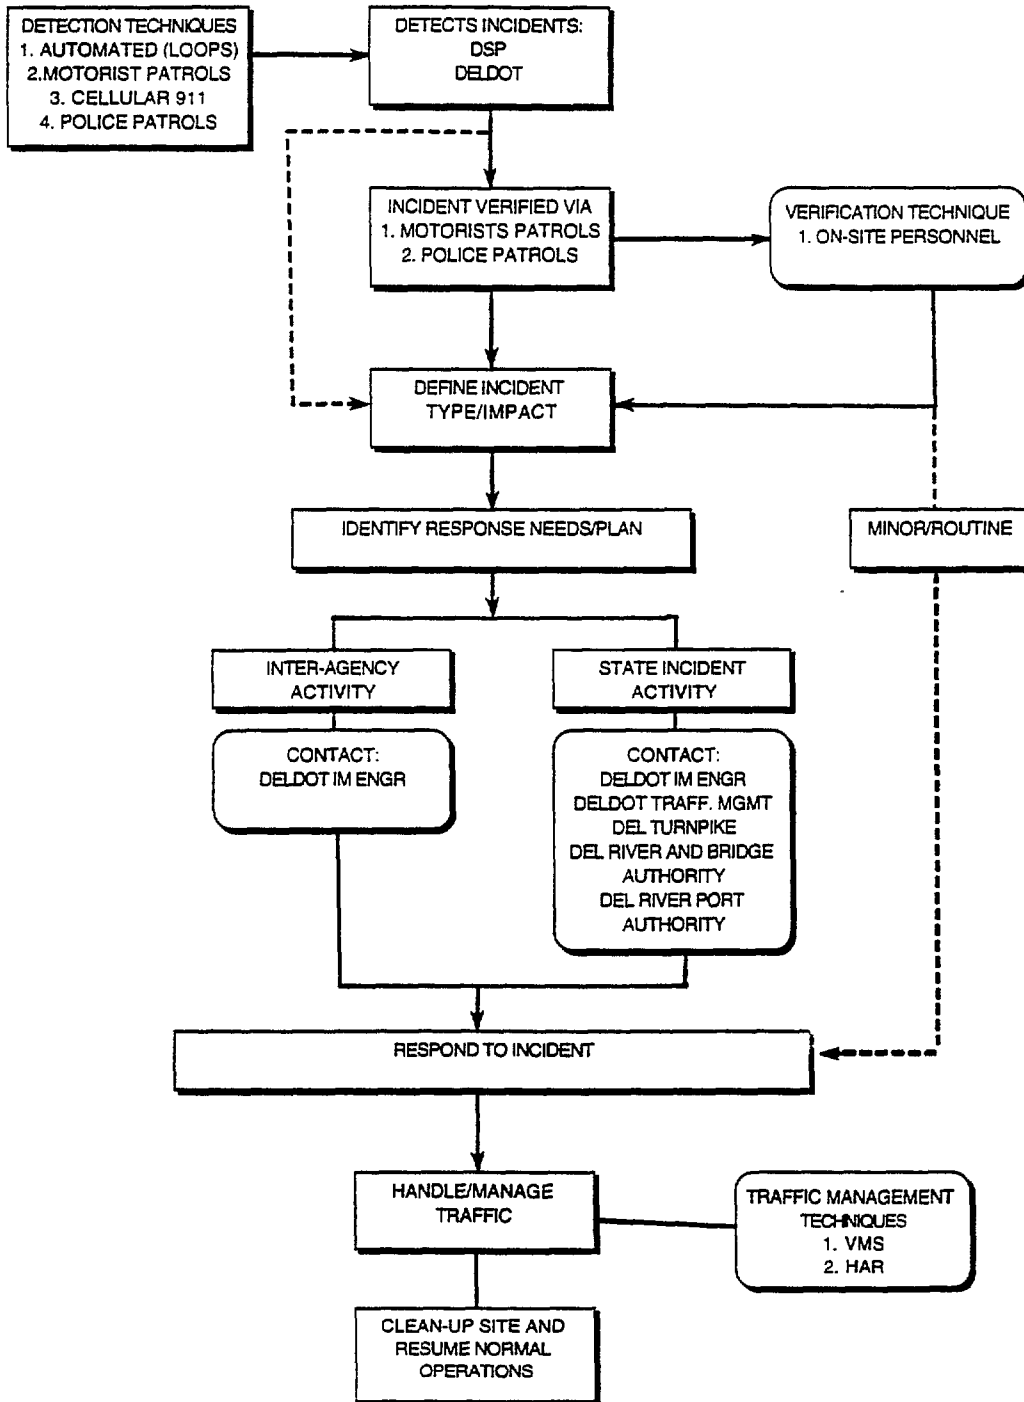 DETECTION TECHNIQUES
1. AUTOMATED (LOOPS)
2.MOTORIST PATROLS
3. CELLULAR 911
4. POLICE PATROLS
DETECTS INCIDENTS:
DSP
DELDOT
INCIDENT VERIFIED VIA
1. MOTORISTS PATROLS
2. POLICE PATROLS
VERIFICATION TECHNIQUE
1. ON-SITE PERSONNEL
DEFINE INCIDENT
TYPE/IMPACT
IDENTIFY RESPONSE NEEDS/PLAN
MINOR/ROUTINE
INTER-AGENCY
ACTIVITY
STATE INCIDENT
ACTIVITY
CONTACT:
DELDOT IM ENGR
CONTACT:
DELDOT IM ENGR
DELDOT TRAFF. MGMT
DEL TURNPIKE
DEL RIVER AND BRIDGE
AUTHORITY
DEL RIVER PORT
AUTHORITY
RESPOND TO INCIDENT
HANDLE/MANAGE
TRAFFIC
TRAFFIC MANAGEMENT
TECHNIQUES
1. VMS
2. HAR
CLEAN-UP SITE AND
RESUME NORMAL
OPERATIONS